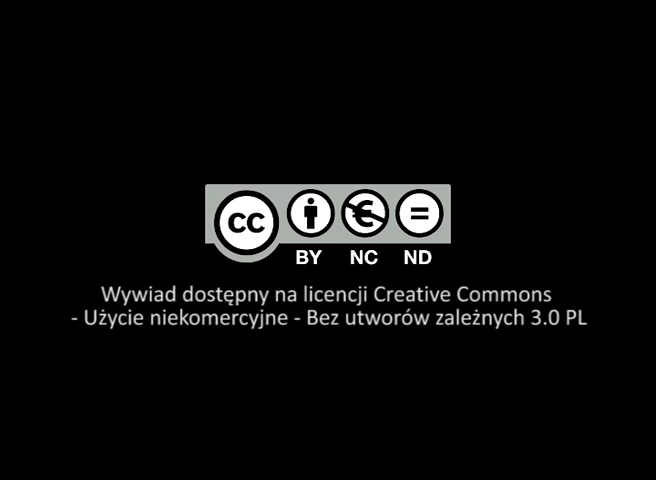 cc
BY NC ND
Wywiad dostępny na licencji Creative Commons
- Użycie niekomercyjne - Bez utworów zależnych 3.0 PL